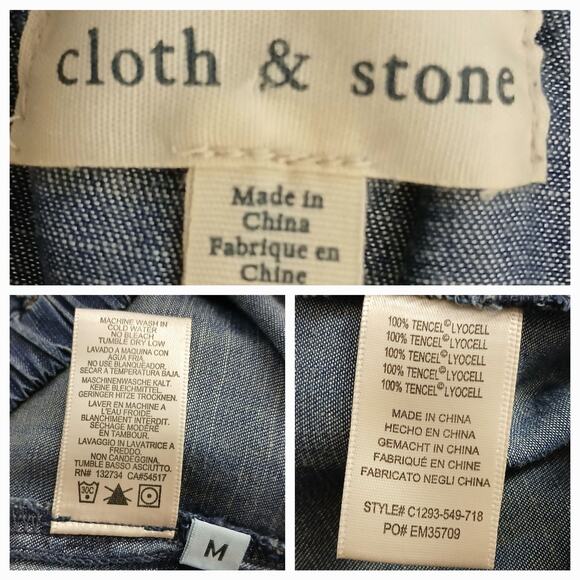 cloth & stone
Made in
China
Fabrique en
Chine
MACHINE WASH IN
COLD WATER
NO BLEACH
TUMBLE DRY LOW
LAVADO A MAQUINA CON
AGUA FRIA.
NO USE BLANQUEADOR.
SECAR A TEMPERATURA BAJA.
MASCHINENWASCHE KALT.
KEINE BLEICHMITTEL.
GERINGER HITZE TROCKNEN.
LAVER EN MACHINE A
L'EAU FROIDE.
BLANCHIMENT INTERDIT.
SÉCHAGE MODÉRÉ
EN TAMBOUR.
LAVAGGIO IN LAVATRICE A
FREDDO.
NON CANDEGGINA.
TUMBLE BASSO ASCIUTTO.
RN# 132734 CA#54517
30C
M
100% TENCEL©LYOCELL
100% TENCEL©LYOCELL
100% TENCEL©LYOCELL
100% TENCEL©LYOCELL
100% TENCEL©LYOCELL
MADE IN CHINA
HECHO EN CHINA
GEMACHT IN CHINA
FABRIQUÉ EN CHINE
FABRICATO NEGLI CHINA
STYLE# C1293-549-718
PO# EM35709